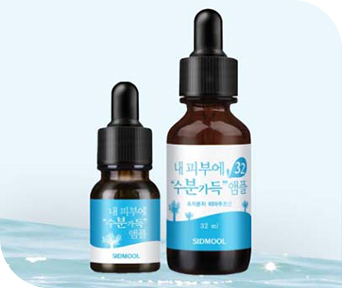 내 피부에
"수분가득"
앰플
SIDMOOL
내 피부에 32
"수분가득" 앰플
32 ml
SIDMOOL